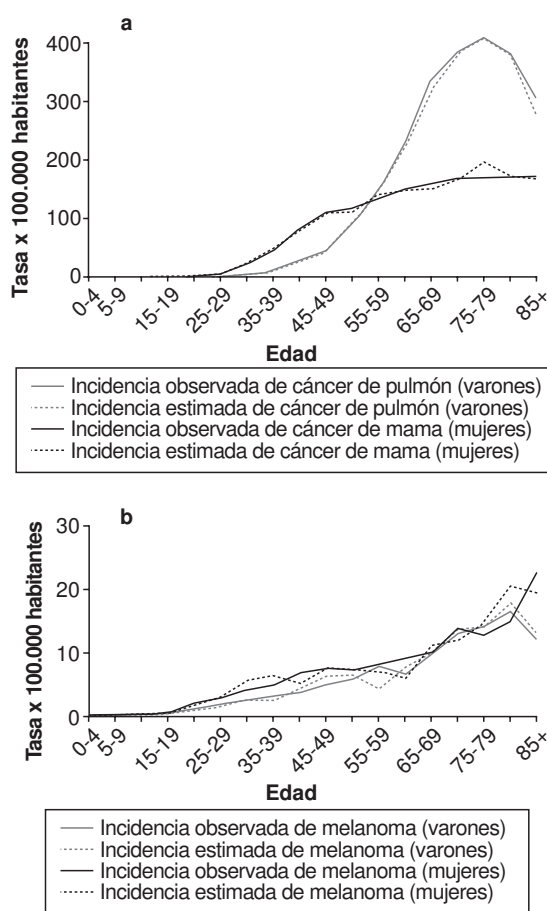 a
Tasa x 100.000 habitantes
400
300
200
100
0
0-4
5-9
15-19
25-29
35-39
45-49
55-59
65-69
75-79
85+
Edad
Incidencia observada de cáncer de pulmón (varones)
Incidencia estimada de cáncer de pulmón (varones)
Incidencia observada de cáncer de mama (mujeres)
Incidencia estimada de cáncer de mama (mujeres)
b
Tasa x 100.000 habitantes
30
20
10
0
0-4
5-9
15-19
25-29
35-39
45-49
55-59
65-69
75-79
85+
Edad
Incidencia observada de melanoma (varones)
Incidencia estimada de melanoma (varones)
Incidencia observada de melanoma (mujeres)
Incidencia estimada de melanoma (mujeres)